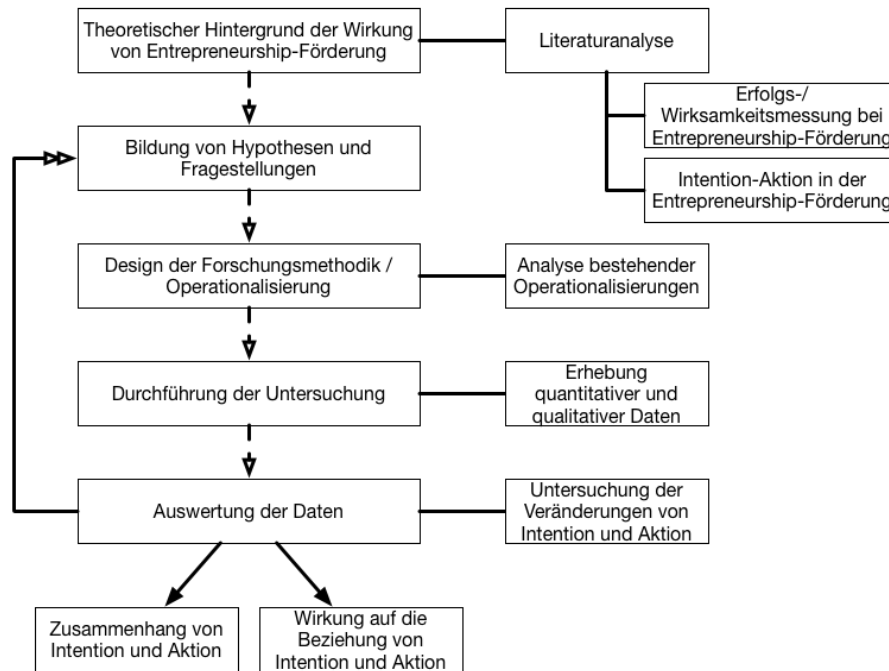 Theoretischer Hintergrund der Wirkung
von Entrepreneurship-Förderung
Literaturanalyse
Erfolgs-/
Wirksamkeitsmessung bei
Entrepreneurship-Förderung
Bildung von Hypothesen und
Fragestellungen
Intention-Aktion in der
Entrepreneurship-Förderung
Design der Forschungsmethodik /
Operationalisierung
Analyse bestehender
Operationalisierungen
Durchführung der Untersuchung
Erhebung
quantitativer und
qualitativer Daten
Auswertung der Daten
Untersuchung der
Veränderungen von
Intention und Aktion
Zusammenhang von
Intention und Aktion
Wirkung auf die
Beziehung von
Intention und Aktion